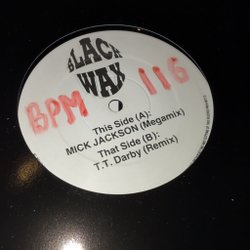 BLACK
WAX
BPM 116
This Side (A):
MICK JACKSON (Megamix)
That Side (B):
T.T. Darby (Remix)